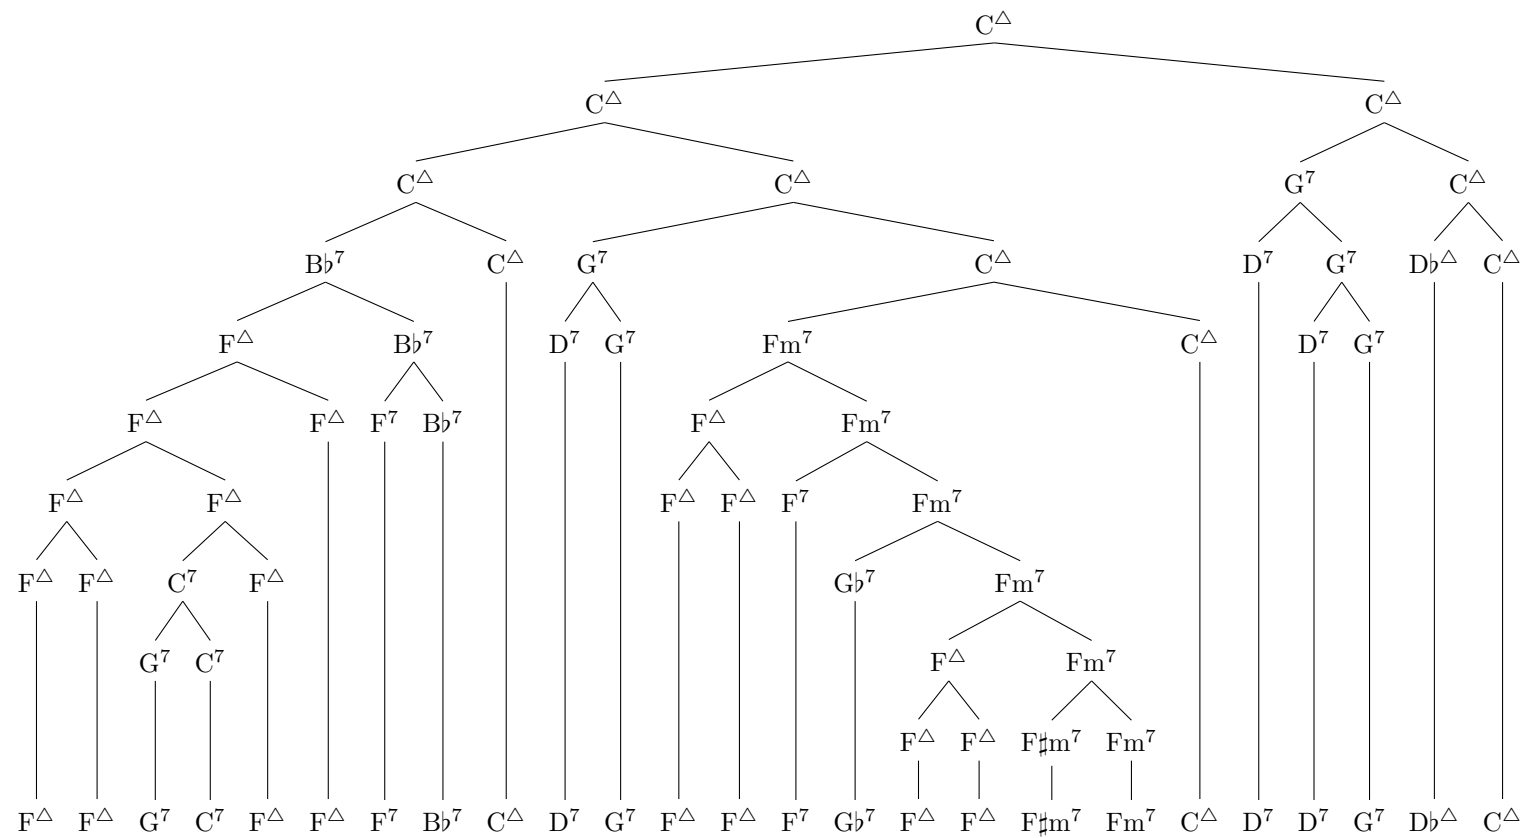 C△
C△ C△
C△ C△ G⁷ C△
B♭⁷ C△ G⁷ C△ D⁷ G⁷ D♭△ C△
F△ B♭⁷ D⁷ G⁷ Fm⁷ C△ D⁷ G⁷
F△ F△ F⁷ B♭⁷ F△ Fm⁷
F△ F△ F△ F△ F⁷ Fm⁷
F△ F△ C⁷ F△ G♭⁷ Fm⁷
G⁷ C⁷ F△ Fm⁷
F△ F△ F♯m⁷ Fm⁷
F△ F△ G⁷ C⁷ F△ F△ F⁷ B♭⁷ C△ D⁷ G⁷ F△ F△ F⁷ G♭⁷ F△ F△ F♯m⁷ Fm⁷ C△ D⁷ D⁷ G⁷ D♭△ C△